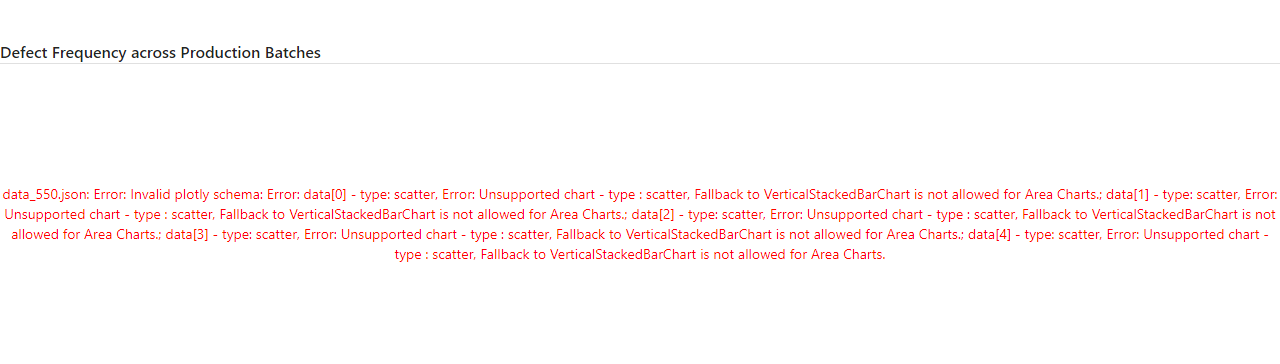 Defect Frequency across Production Batches
data_550.json: Error: Invalid plotly schema: Error: data[0] - type: scatter, Error: Unsupported chart - type : scatter, Fallback to VerticalStackedBarChart is not allowed for Area Charts.; data[1] - type: scatter, Error:
Unsupported chart - type : scatter, Fallback to VerticalStackedBarChart is not allowed for Area Charts.; data[2] - type: scatter, Error: Unsupported chart - type : scatter, Fallback to VerticalStackedBarChart is not
allowed for Area Charts.; data[3] - type: scatter, Error: Unsupported chart - type : scatter, Fallback to VerticalStackedBarChart is not allowed for Area Charts.; data[4] - type: scatter, Error: Unsupported chart -
type : scatter, Fallback to VerticalStackedBarChart is not allowed for Area Charts.